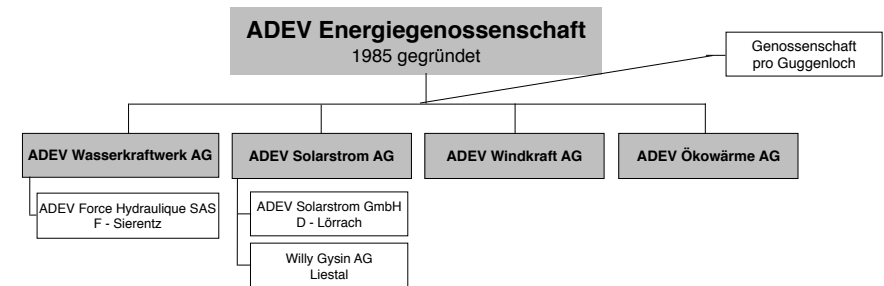 ADEV Energiegenossenschaft
1985 gegründet
Genossenschaft
pro Guggenloch
ADEV Wasserkraftwerk AG
ADEV Solarstrom AG
ADEV Windkraft AG
ADEV Ökowärme AG
ADEV Force Hydraulique SAS
F - Sierentz
ADEV Solarstrom GmbH
D - Lörrach
Willy Gysin AG
Liestal